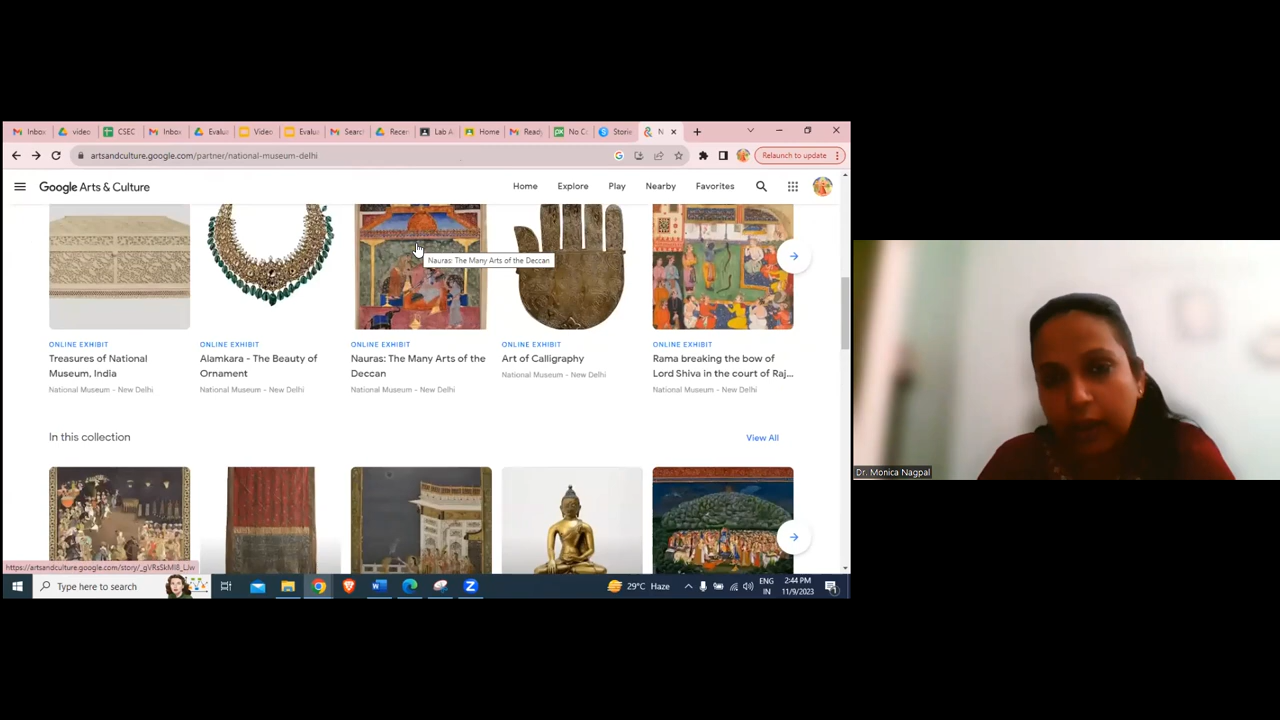 Inbox
video
CSEC
Inbox
Evalu
Video
Evalu
Searc
Recen
Lab A
Home
Ready
No C
Storie
N
artsandculture.google.com/partner/national-museum-delhi
Relaunch to update
Google Arts & Culture
Home Explore Play Nearby Favorites
Nauras: The Many Arts of the Deccan
ONLINE EXHIBIT
Treasures of National
Museum, India
National Museum - New Delhi
ONLINE EXHIBIT
Alamkara - The Beauty of
Ornament
National Museum - New Delhi
ONLINE EXHIBIT
Nauras: The Many Arts of the
Deccan
National Museum - New Delhi
ONLINE EXHIBIT
Art of Calligraphy
National Museum - New Delhi
ONLINE EXHIBIT
Rama breaking the bow of
Lord Shiva in the court of Raj...
National Museum - New Delhi
In this collection
View All
Dr. Monica Nagpal
Type here to search
29°C Haze
ENG
IN
2:44 PM
11/9/2023